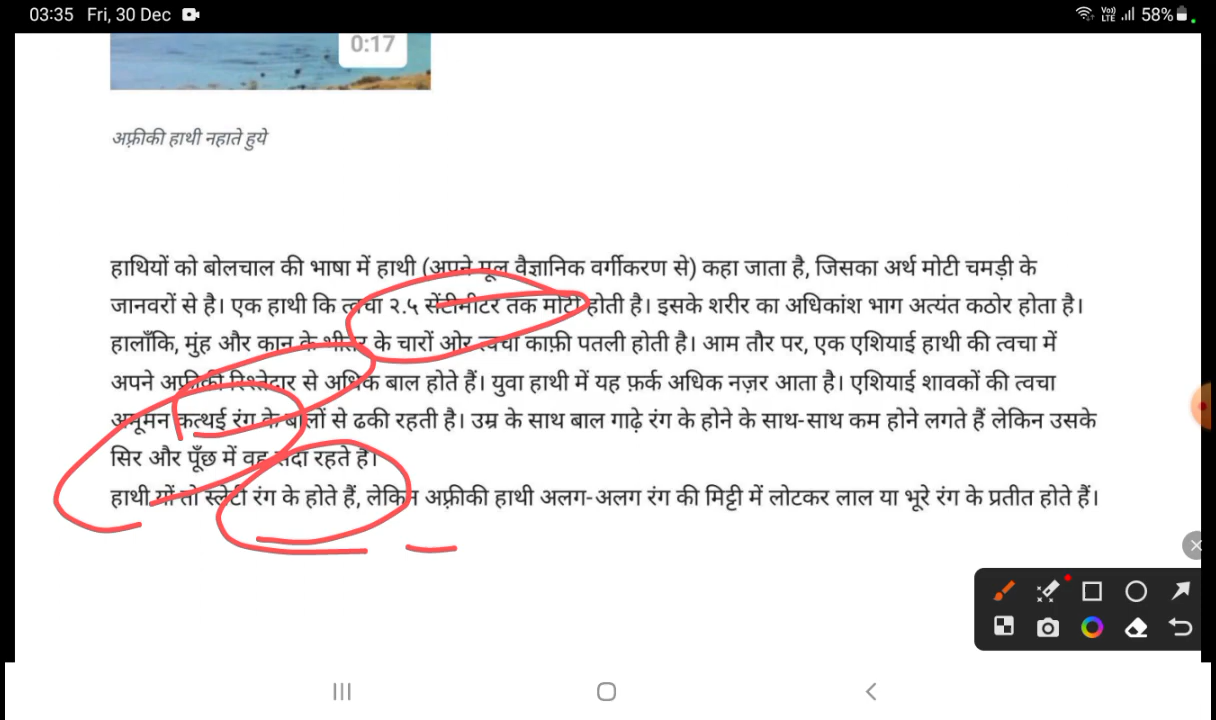 03:35 Fri, 30 Dec
Vo) LTE 58%
0:17
अफ़्रीकी हाथी नहाते हुये
हाथियों को बोलचाल की भाषा में हाथी (अपने मूल वैज्ञानिक वर्गीकरण से) कहा जाता है, जिसका अर्थ मोटी चमड़ी के
जानवरों से है। एक हाथी कि त्वचा २.५ सेंटीमीटर तक मोटी होती है। इसके शरीर का अधिकांश भाग अत्यंत कठोर होता है।
हालाँकि, मुंह और कान के भीतर के चारों ओर त्वचा काफ़ी पतली होती है। आम तौर पर, एक एशियाई हाथी की त्वचा में
अपने अफ़्रीकी रिश्तेदार से अधिक बाल होते हैं। युवा हाथी में यह फ़र्क अधिक नज़र आता है। एशियाई शावकों की त्वचा
अमूमन कत्थई रंग के बालों से ढकी रहती है। उम्र के साथ बाल गाढ़े रंग के होने के साथ-साथ कम होने लगते हैं लेकिन उसके
सिर और पूँछ में वह सदा रहते हैं।
हाथी यों तो स्लेटी रंग के होते हैं, लेकिन अफ़्रीकी हाथी अलग-अलग रंग की मिट्टी में लोटकर लाल या भूरे रंग के प्रतीत होते हैं।